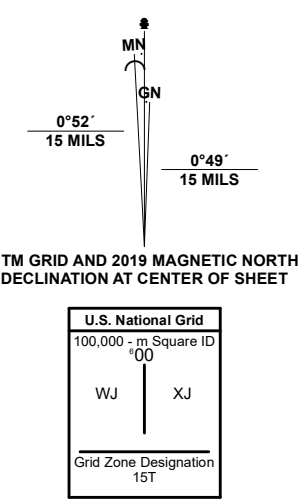 MN
GN
0°52´
15 MILS
0°49´
15 MILS
TM GRID AND 2019 MAGNETIC NORTH
DECLINATION AT CENTER OF SHEET
U.S. National Grid
100,000 - m Square ID
⁶00
WJ XJ
Grid Zone Designation
15T